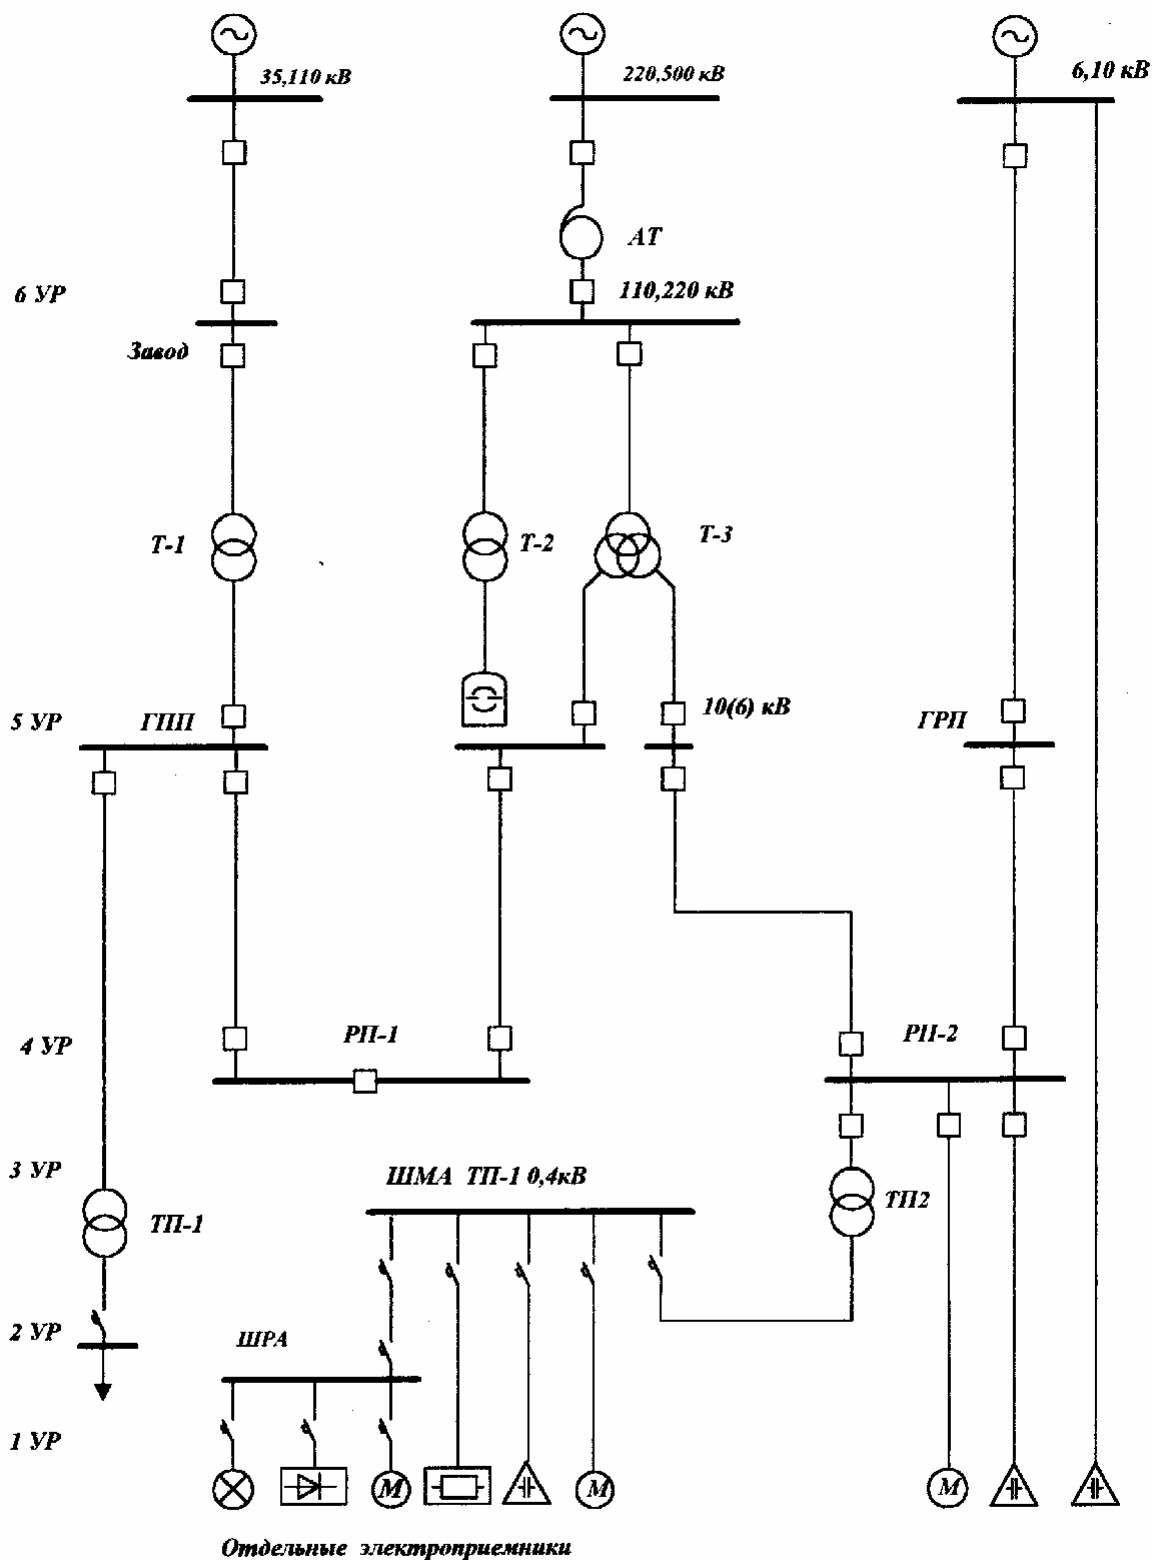 35,110 кВ
220,500 кВ
6,10 кВ
АТ
6 УР
110,220 кВ
Завод
Т-1
Т-2
Т-3
5 УР
ГПП
10(6) кВ
ГРП
4 УР
РП-1
РП-2
3 УР
ШМА ТП-1 0,4кВ
ТП-1
ТП2
2 УР
ШРА
1 УР
М
М
М
Отдельные электроприемники